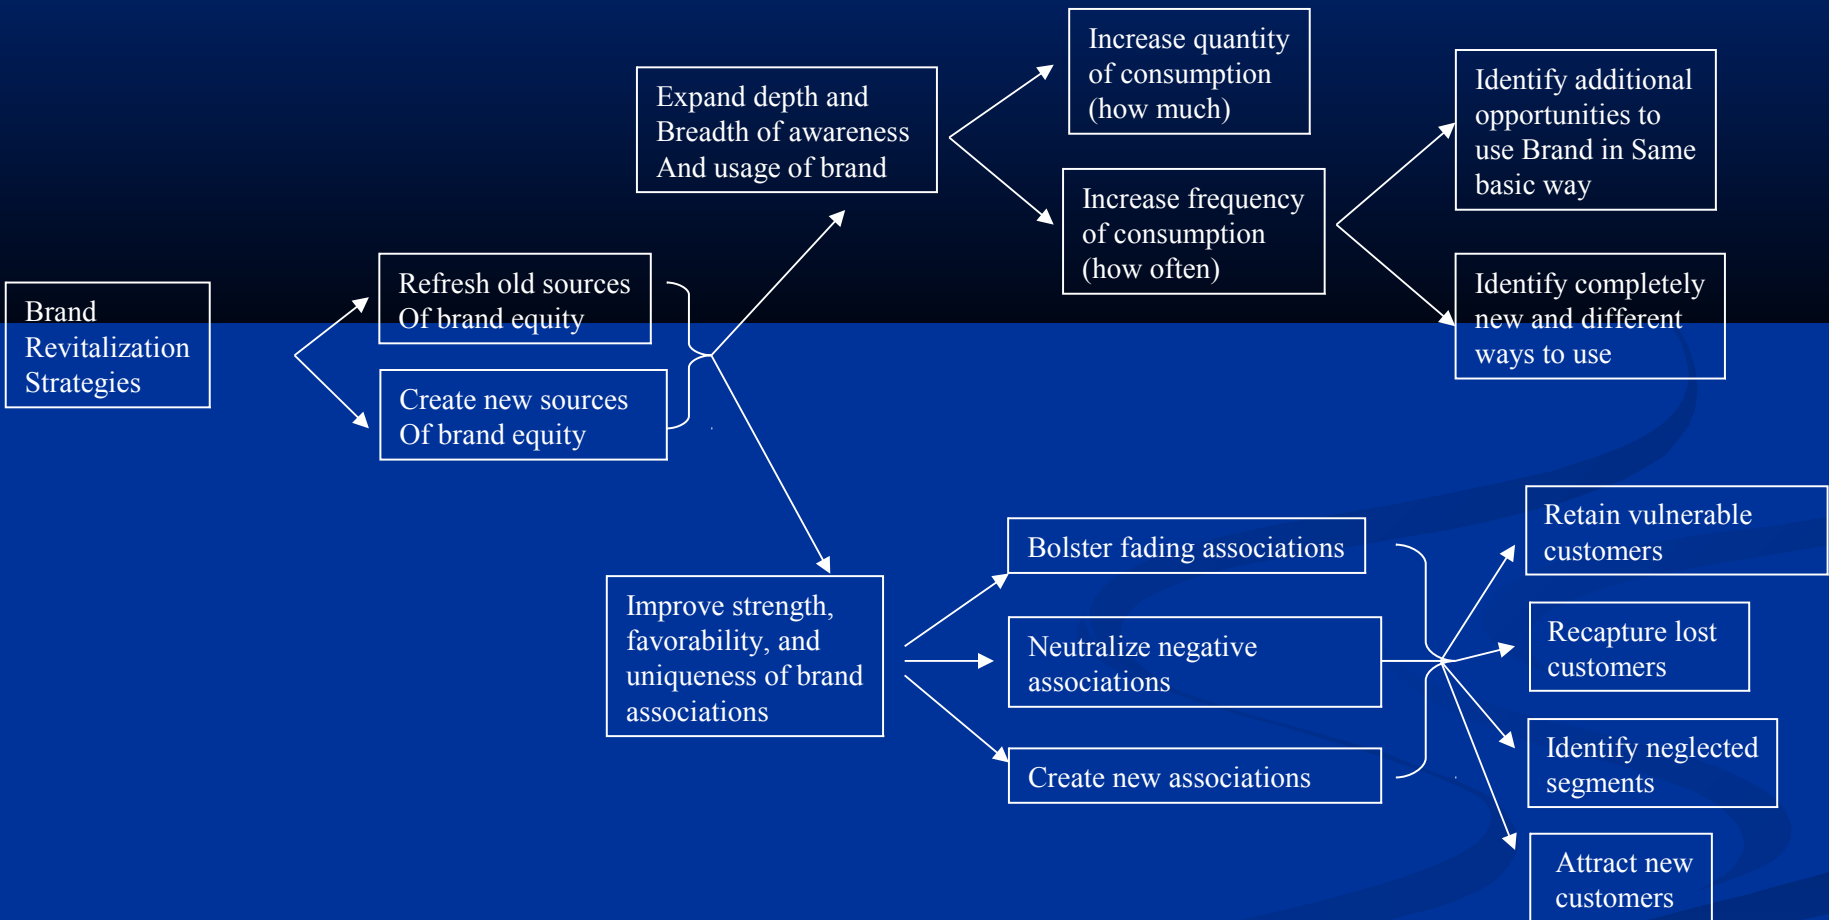 Brand
Revitalization
Strategies
Refresh old sources
Of brand equity
Create new sources
Of brand equity
Expand depth and
Breadth of awareness
And usage of brand
Increase quantity
of consumption
(how much)
Increase frequency
of consumption
(how often)
Identify additional
opportunities to
use Brand in Same
basic way
Identify completely
new and different
ways to use
Improve strength,
favorability, and
uniqueness of brand
associations
Bolster fading associations
Neutralize negative
associations
Create new associations
Retain vulnerable
customers
Recapture lost
customers
Identify neglected
segments
Attract new
customers